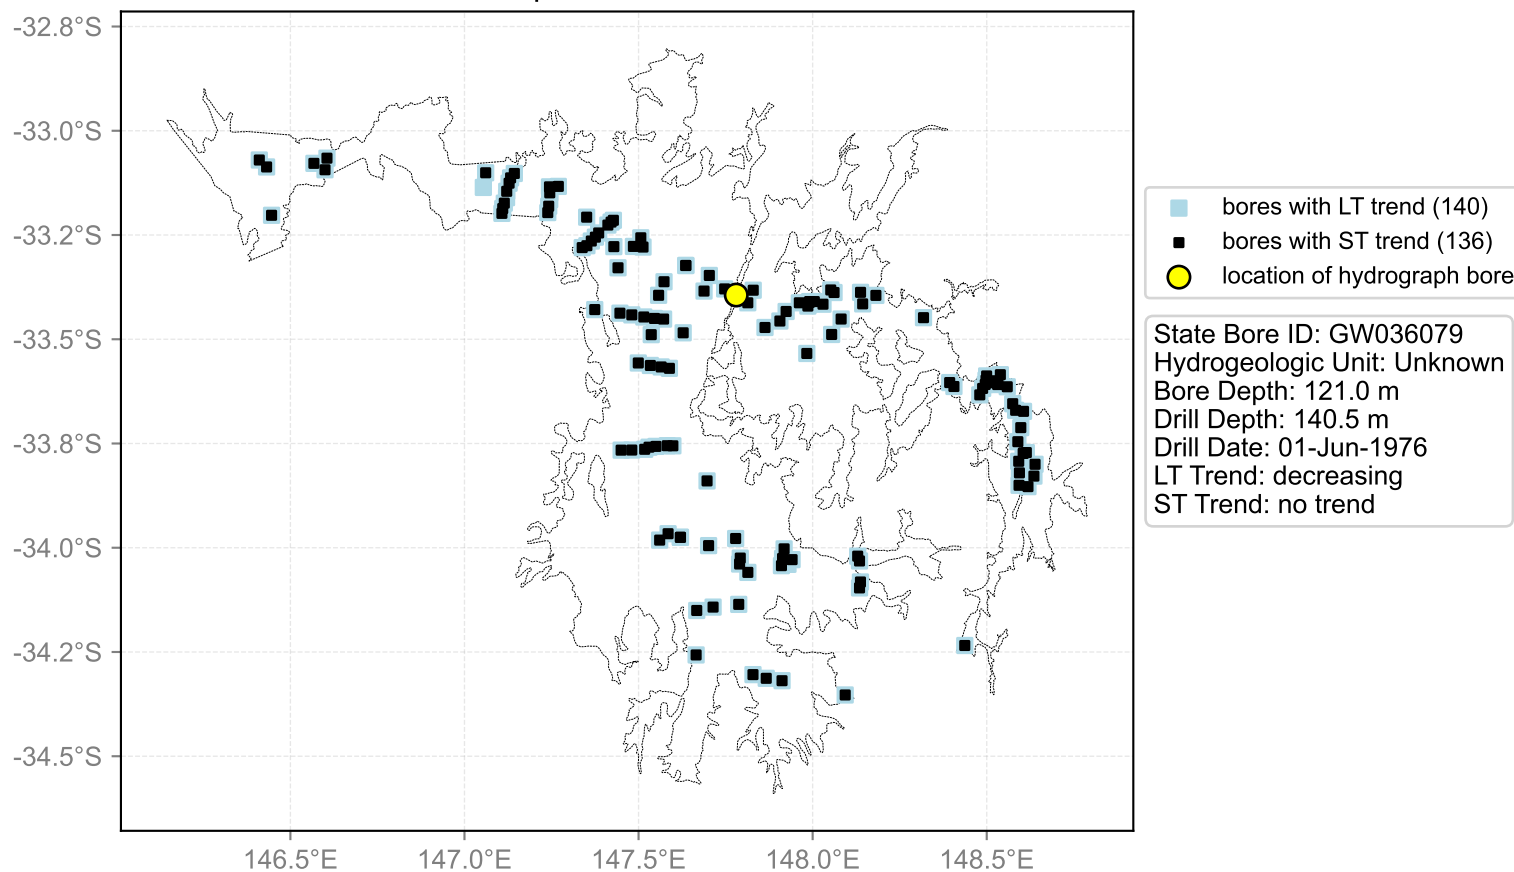 -32.8°S
-33.0°S
-33.2°S
-33.5°S
-33.8°S
-34.0°S
-34.2°S
-34.5°S
146.5°E
147.0°E
147.5°E
148.0°E
148.5°E
bores with LT trend (140)
bores with ST trend (136)
location of hydrograph bore
State Bore ID: GW036079
Hydrogeologic Unit: Unknown
Bore Depth: 121.0 m
Drill Depth: 140.5 m
Drill Date: 01-Jun-1976
LT Trend: decreasing
ST Trend: no trend